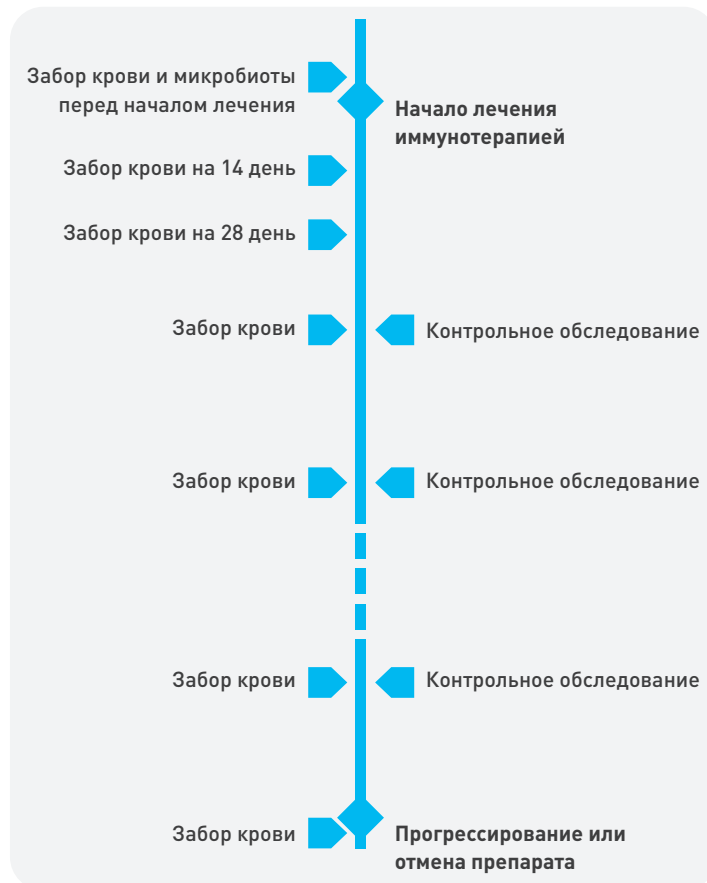 Забор крови и микробиоты
перед началом лечения
Начало лечения
иммунотерапией
Забор крови на 14 день
Забор крови на 28 день
Забор крови
Контрольное обследование
Забор крови
Контрольное обследование
Забор крови
Контрольное обследование
Забор крови
Прогрессирование или
отмена препарата